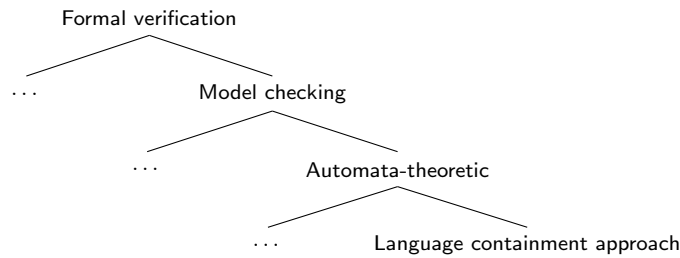 Formal verification
... Model checking
... Automata-theoretic
... Language containment approach